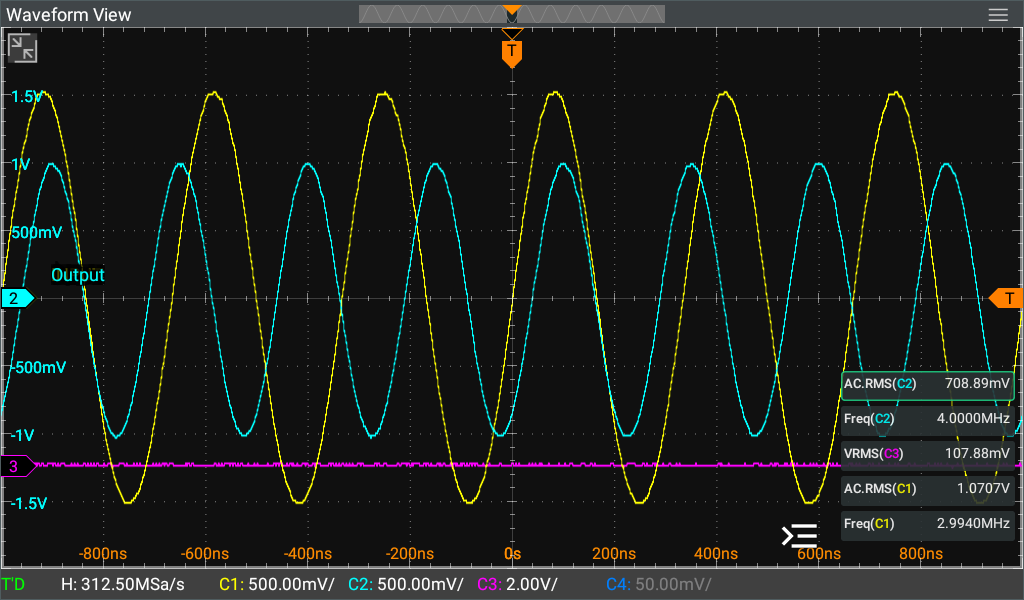 Waveform View
T
1.5V
1V
500mV
Output
2
T
-500mV
AC.RMS(C2) 708.89mV
Freq(C2) 4.0000MHz
-1V
VRMS(C3) 107.88mV
3
AC.RMS(C1) 1.0707V
-1.5V
Freq(C1) 2.9940MHz
-800ns -600ns -400ns -200ns 0s 200ns 400ns 600ns 800ns
T'D H: 312.50MSa/s C1: 500.00mV/ C2: 500.00mV/ C3: 2.00V/ C4: 50.00mV/